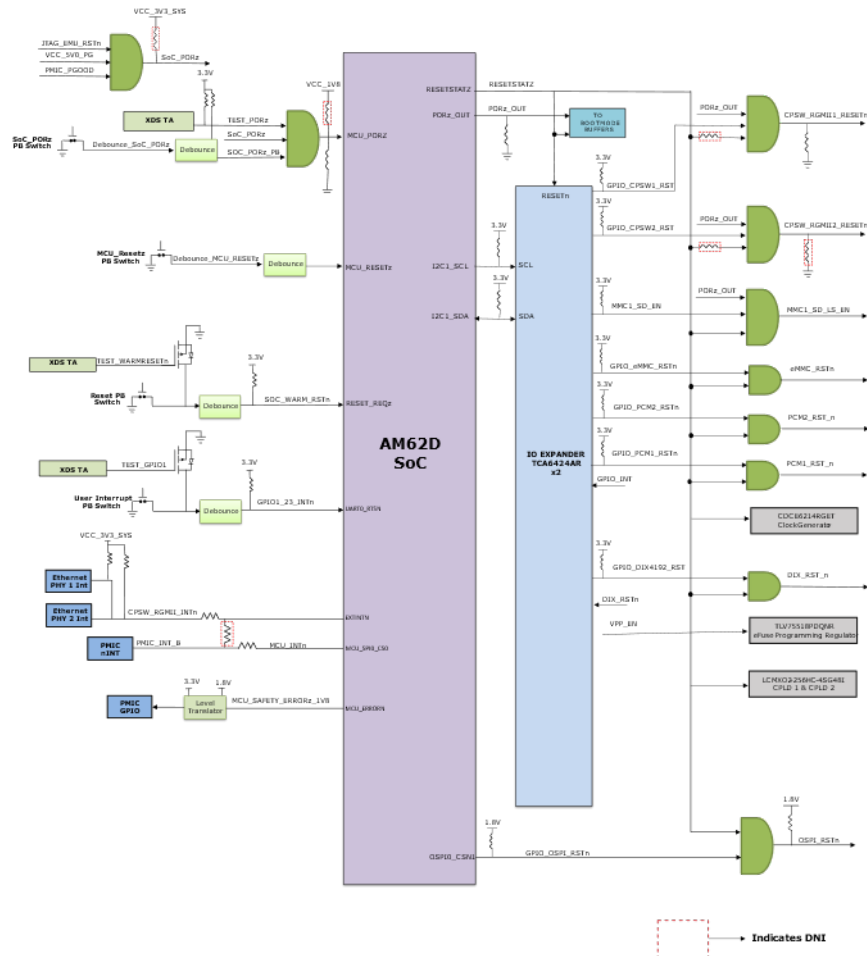 VCC_3V3_SYS
JTAG_EMU_RSTn
VCC_5V0_PG
PMIC_PGOOD
SoC_PORz
3.3V
VCC_1V8
XDS TA
TEST_PORz
SoC_PORz
SoC_PORz
PB Switch
Debounce_SoC_PORz
Debounce
SOC_PORz_PB
MCU_PORZ
MCU_Resetz
PB Switch
Debounce_MCU_RESETz
Debounce
MCU_RESETz
XDS TA
TEST_WARMRESETn
3.3V
Reset PB
Switch
Debounce
SOC_WARM_RSTn
RESET_REQz
XDS TA
TEST_GPIO1
3.3V
User Interrupt
PB Switch
Debounce
GPIO1_23_INTn
UART0_RTSN
VCC_3V3_SYS
Ethernet
PHY 1 Int
Ethernet
PHY 2 Int
CPSW_RGMII_INTn
EXTINTN
PMIC
nINT
PMIC_INT_B
MCU_INTn
MCU_SPI0_CS0
3.3V
1.8V
PMIC
GPIO
Level
Translator
MCU_SAFETY_ERRORz_1V8
MCU_ERRORN
AM62D
SoC
RESETSTATZ
RESETSTATZ
PORz_OUT
PORz_OUT
TO
BOOTMODE
BUFFERS
I2C1_SCL
3.3V
SCL
I2C1_SDA
3.3V
SDA
RESETn
IO EXPANDER
TCA6424AR
x2
3.3V
GPIO_CPSW1_RST
3.3V
GPIO_CPSW2_RST
3.3V
MMC1_SD_EN
3.3V
GPIO_eMMC_RSTn
3.3V
GPIO_PCM2_RSTn
3.3V
GPIO_PCM1_RSTn
GPIO_INT
3.3V
GPIO_DIX4192_RST
DIX_RSTn
VPP_EN
PORz_OUT
CPSW_RGMII1_RESETn
PORz_OUT
CPSW_RGMII2_RESETn
PORz_OUT
MMC1_SD_LS_EN
eMMC_RSTn
PCM2_RST_n
PCM1_RST_n
CDCE6214RGET
ClockGenerator
DIX_RST_n
TLV75518PDQNR
eFuse Programming Regulator
LCMXO2-256HC-4SG48I
CPLD 1 & CPLD 2
1.8V
OSPI_RSTn
OSPI0_CSN1
1.8V
GPIO_OSPI_RSTn
Indicates DNI